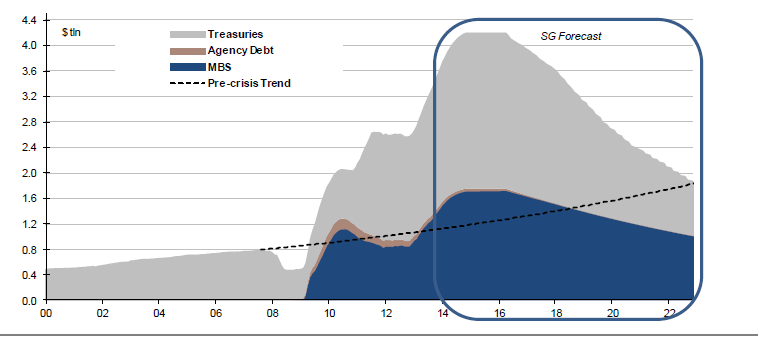 4.4
$ tln
Treasuries
SG Forecast
4.0
Agency Debt
3.6
MBS
Pre-crisis Trend
3.2
2.8
2.4
2.0
1.6
1.2
0.8
0.4
0.0
00 02 04 06 08 10 12 14 16 18 20 22